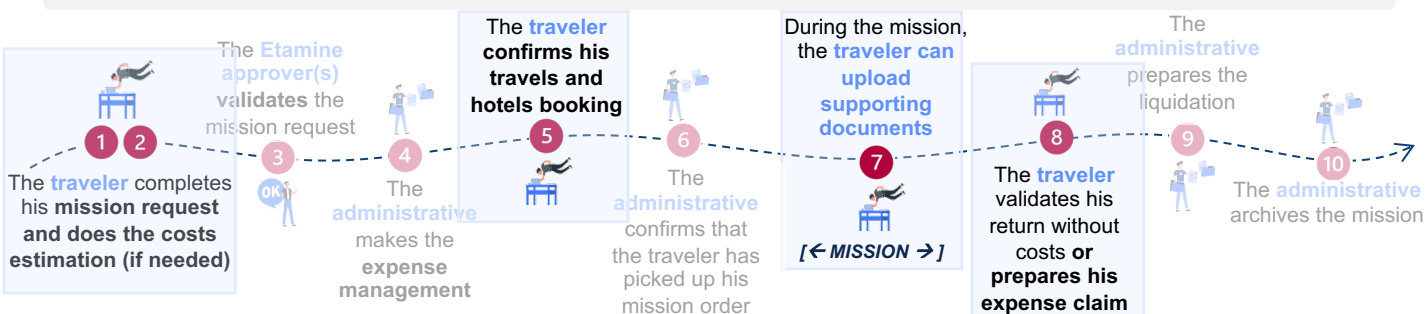 1 2
The traveler completes
his mission request
and does the costs
estimation (if needed)
The Etamine
approver(s)
validates the
mission request
3
OK
4
The
administrative
makes the
expense
management
The traveler
confirms his
travels and
hotels booking
5
6
The
administrative
confirms that
the traveler has
picked up his
mission order
During the mission,
the traveler can
upload
supporting
documents
7
[← MISSION → ]
8
The traveler
validates his
return without
costs or
prepares his
expense claim
The
administrative
prepares the
liquidation
9
10
The administrative
archives the mission